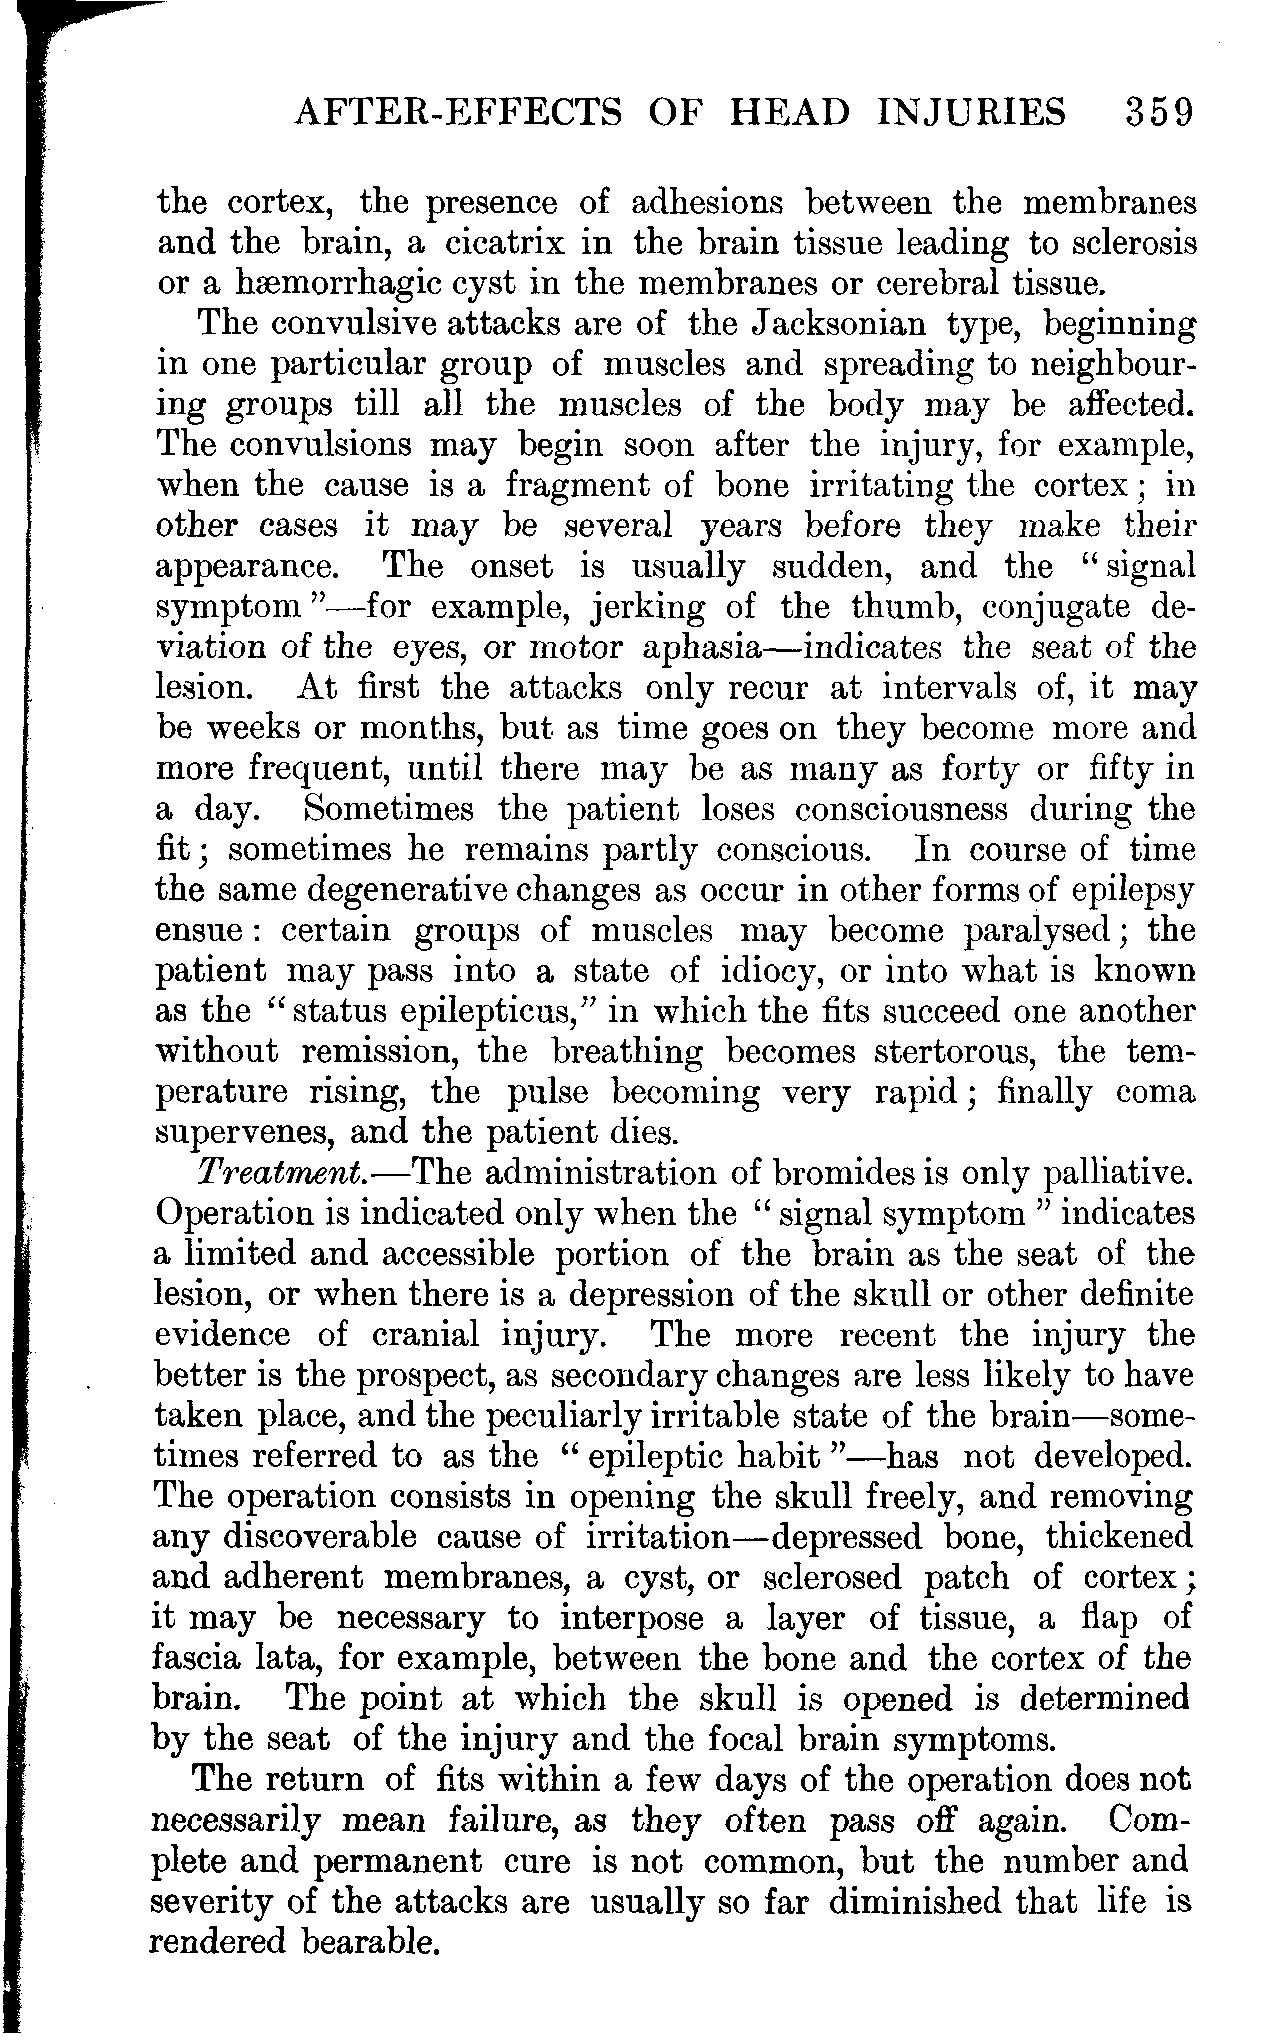 AFTER-EFFECTS OF HEAD INJURIES 359
the cortex, the presence of adhesions between the membranes
and the brain, a cicatrix in the brain tissue leading to sclerosis
or a hæmorrhagic cyst in the membranes or cerebral tissue.
The convulsive attacks are of the Jacksonian type, beginning
in one particular group of muscles and spreading to neighbour-
ing groups till all the muscles of the body may be affected.
The convulsions may begin soon after the injury, for example,
when the cause is a fragment of bone irritating the cortex; in
other cases it may be several years before they make their
appearance. The onset is usually sudden, and the “signal
symptom”—for example, jerking of the thumb, conjugate de-
viation of the eyes, or motor aphasia—indicates the seat of the
lesion. At first the attacks only recur at intervals of, it may
be weeks or months, but as time goes on they become more and
more frequent, until there may be as many as forty or fifty in
a day. Sometimes the patient loses consciousness during the
fit; sometimes he remains partly conscious. In course of time
the same degenerative changes as occur in other forms of epilepsy
ensue: certain groups of muscles may become paralysed; the
patient may pass into a state of idiocy, or into what is known
as the “status epilepticus,” in which the fits succeed one another
without remission, the breathing becomes stertorous, the tem-
perature rising, the pulse becoming very rapid; finally coma
supervenes, and the patient dies.
Treatment.—The administration of bromides is only palliative.
Operation is indicated only when the “signal symptom” indicates
a limited and accessible portion of the brain as the seat of the
lesion, or when there is a depression of the skull or other definite
evidence of cranial injury. The more recent the injury the
better is the prospect, as secondary changes are less likely to have
taken place, and the peculiarly irritable state of the brain—some-
times referred to as the “epileptic habit”—has not developed.
The operation consists in opening the skull freely, and removing
any discoverable cause of irritation—depressed bone, thickened
and adherent membranes, a cyst, or sclerosed patch of cortex;
it may be necessary to interpose a layer of tissue, a flap of
fascia lata, for example, between the bone and the cortex of the
brain. The point at which the skull is opened is determined
by the seat of the injury and the focal brain symptoms.
The return of fits within a few days of the operation does not
necessarily mean failure, as they often pass off again. Com-
plete and permanent cure is not common, but the number and
severity of the attacks are usually so far diminished that life is
rendered bearable.